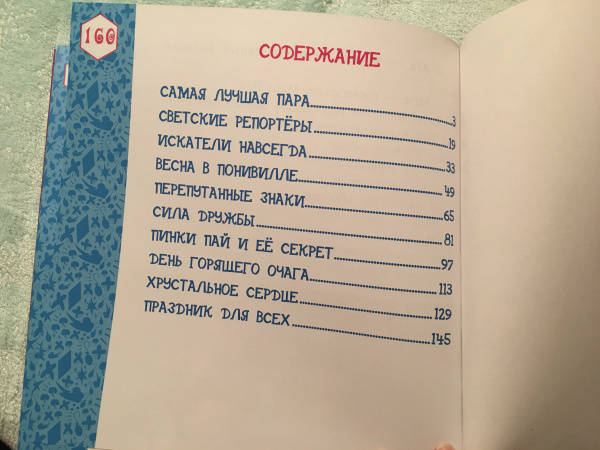 160
СОДЕРЖАНИЕ
САМАЯ ЛУЧШАЯ ПАРА 3
СВЕТСКИЕ РЕПОРТЁРЫ 19
ИСКАТЕЛИ НАВСЕГДА 33
ВЕСНА В ПОНИВИЛЛЕ 49
ПЕРЕПУТАННЫЕ ЗНАКИ 65
СИЛА ДРУЖБЫ 81
ПИНКИ ПАЙ И ЕЁ СЕКРЕТ 97
ДЕНЬ ГОРЯЩЕГО ОЧАГА 113
ХРУСТАЛЬНОЕ СЕРДЦЕ 129
ПРАЗДНИК ДЛЯ ВСЕХ 145